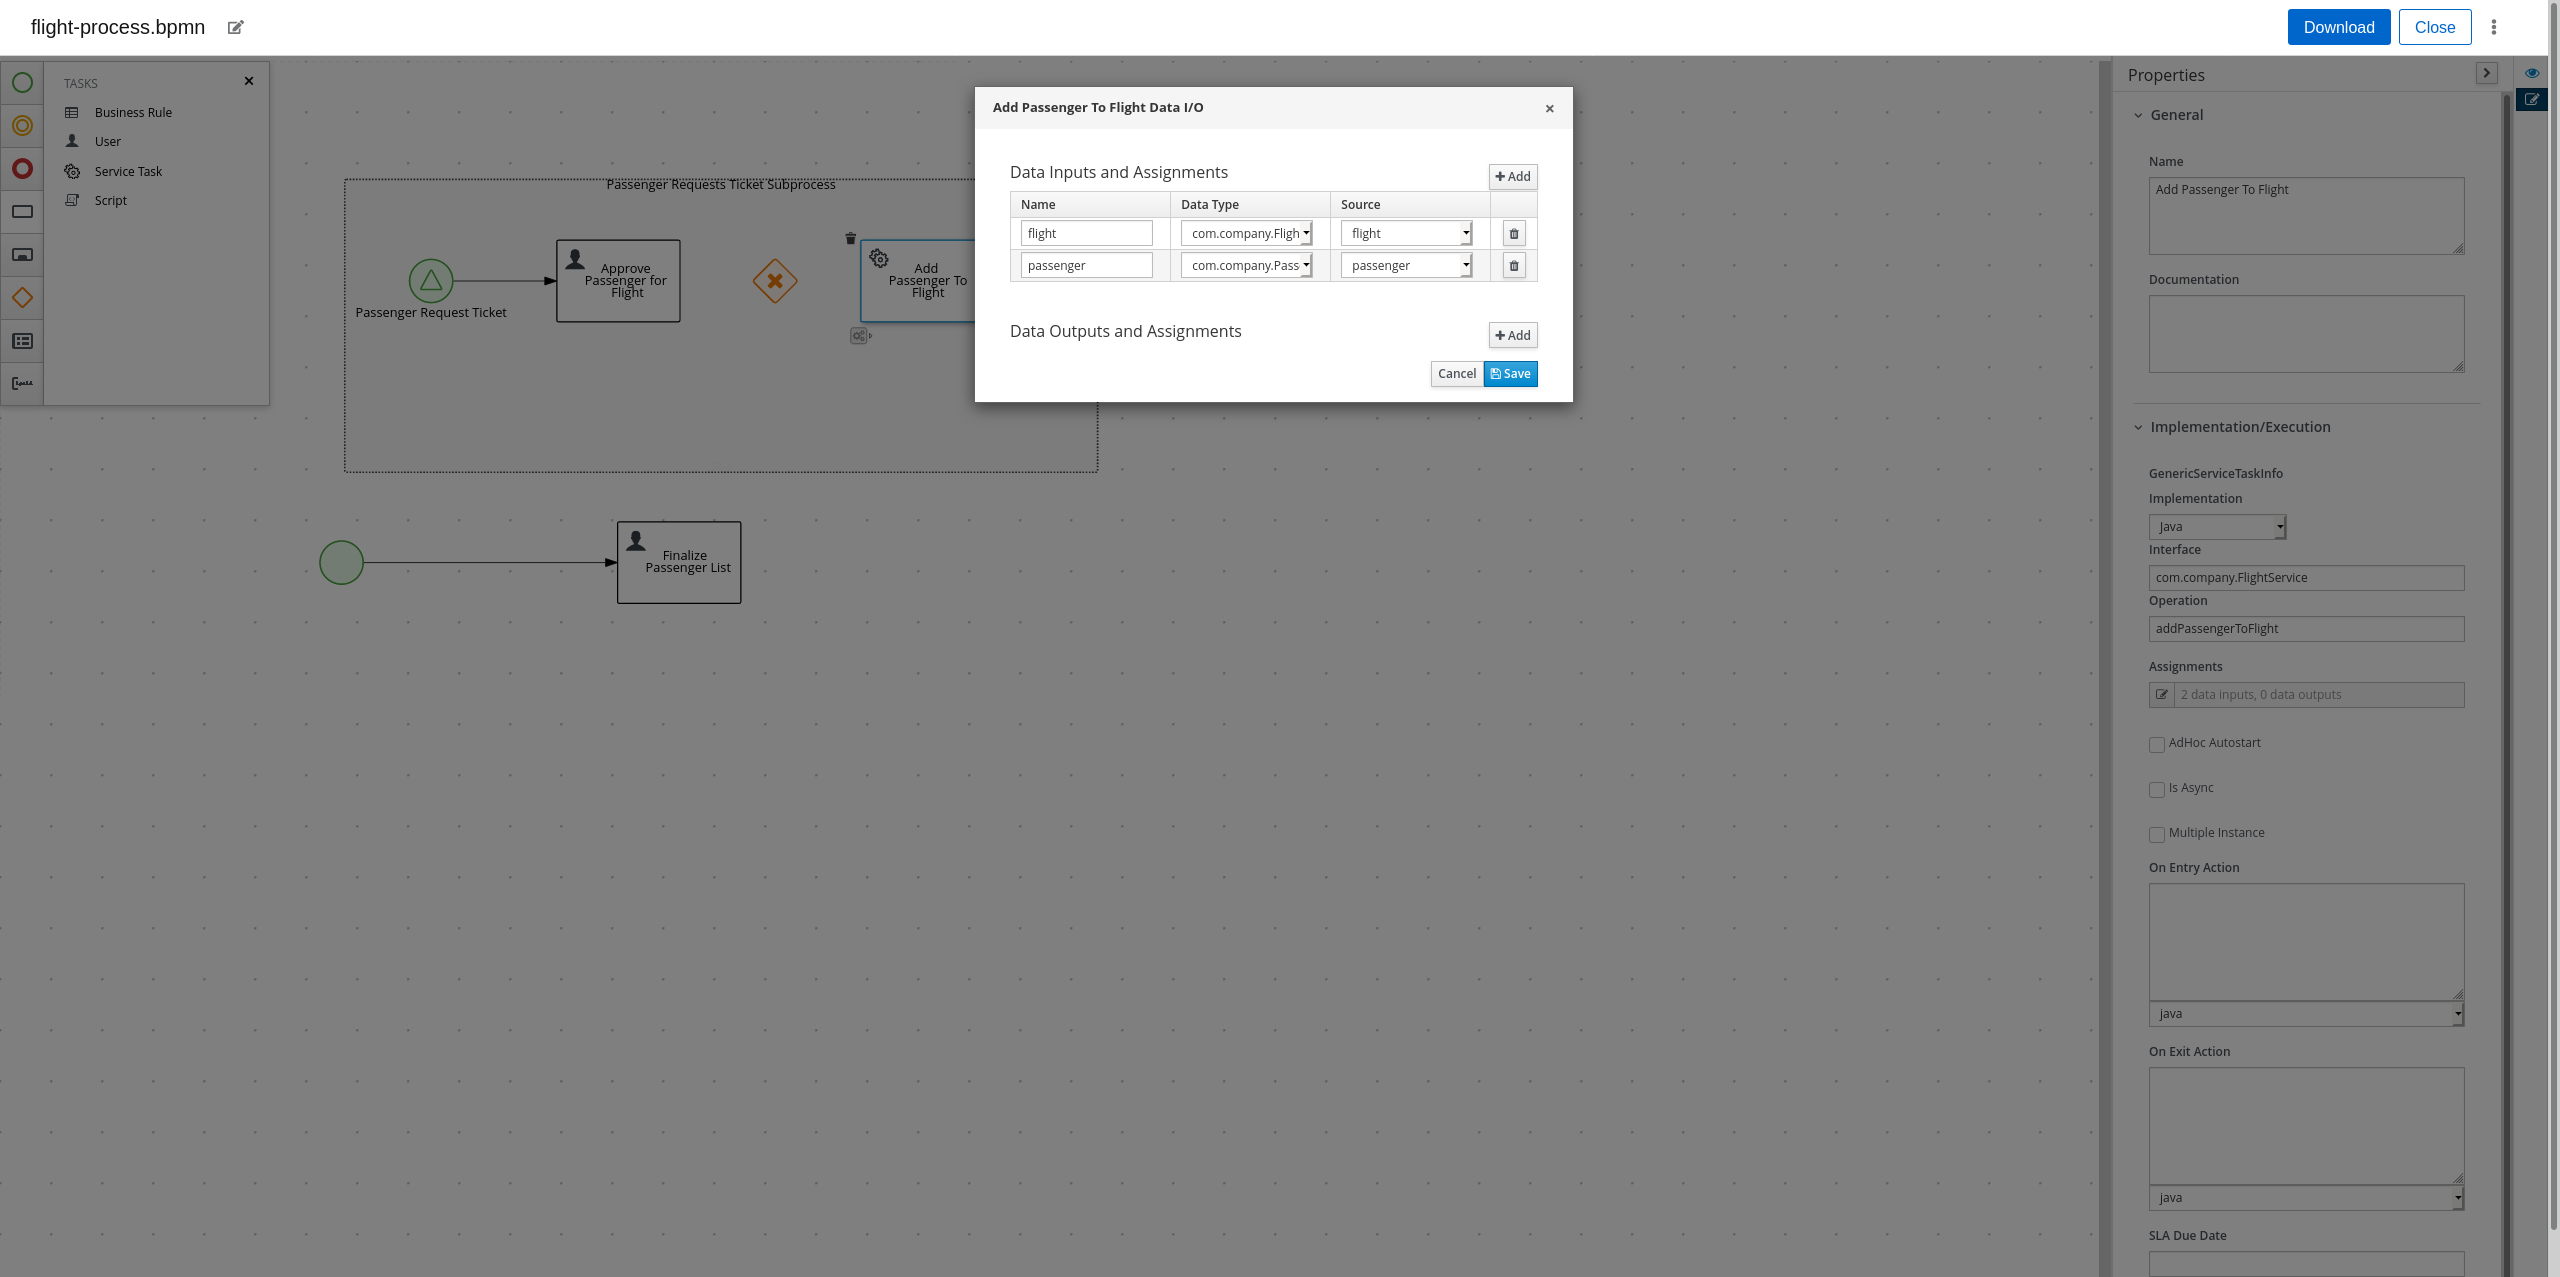 flight-process.bpmn
Download
Close
TASKS
Business Rule
User
Service Task
Script
Passenger Requests Ticket Subprocess
Passenger Request Ticket
Approve
Passenger for
Flight
Add
Passenger To
Flight
Finalize
Passenger List
Add Passenger To Flight Data I/O
Data Inputs and Assignments
Add
Name Data Type Source
flight com.company.Fligh flight
passenger com.company.Pass passenger
Data Outputs and Assignments
Add
Cancel
Save
Properties
General
Name
Add Passenger To Flight
Documentation
Implementation/Execution
GenericServiceTaskInfo
Implementation
Java
Interface
com.company.FlightService
Operation
addPassengerToFlight
Assignments
2 data inputs, 0 data outputs
AdHoc Autostart
Is Async
Multiple Instance
On Entry Action
java
On Exit Action
java
SLA Due Date